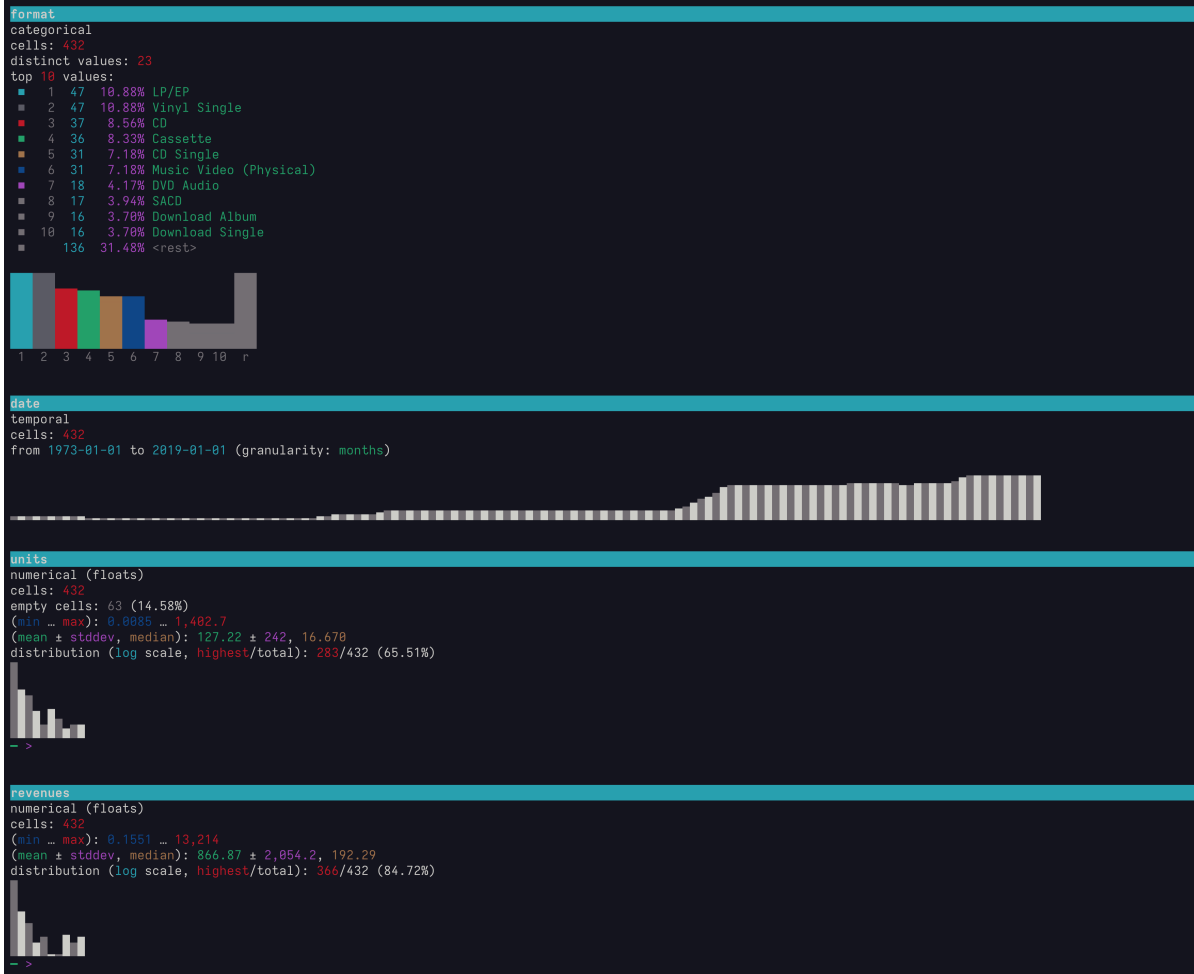 format
categorical
cells: 432
distinct values: 23
top 10 values:
1 47 10.88% LP/EP
2 47 10.88% Vinyl Single
3 37 8.56% CD
4 36 8.33% Cassette
5 31 7.18% CD Single
6 31 7.18% Music Video (Physical)
7 18 4.17% DVD Audio
8 17 3.94% SACD
9 16 3.70% Download Album
10 16 3.70% Download Single
136 31.48% <rest>
1 2 3 4 5 6 7 8 9 10 r
date
temporal
cells: 432
from 1973-01-01 to 2019-01-01 (granularity: months)
units
numerical (floats)
cells: 432
empty cells: 63 (14.58%)
(min … max): 0.0085 … 1,402.7
(mean ± stddev, median): 127.22 ± 242, 16.670
distribution (log scale, highest/total): 283/432 (65.51%)
— >
revenues
numerical (floats)
cells: 432
(min … max): 0.1551 … 13,214
(mean ± stddev, median): 866.87 ± 2,054.2, 192.29
distribution (log scale, highest/total): 366/432 (84.72%)
— >